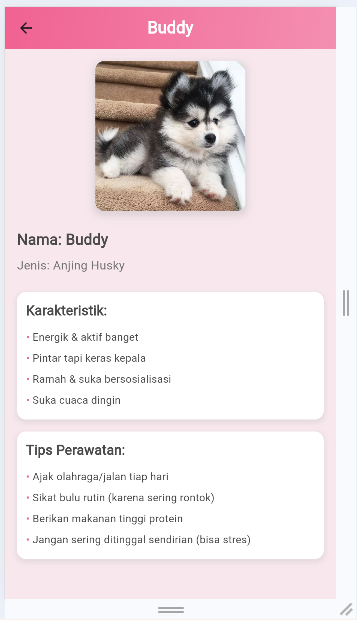 Buddy
Nama: Buddy
Jenis: Anjing Husky
Karakteristik:
• Energik & aktif banget
• Pintar tapi keras kepala
• Ramah & suka bersosialisasi
• Suka cuaca dingin
Tips Perawatan:
• Ajak olahraga/jalan tiap hari
• Sikat bulu rutin (karena sering rontok)
• Berikan makanan tinggi protein
• Jangan sering ditinggal sendirian (bisa stres)